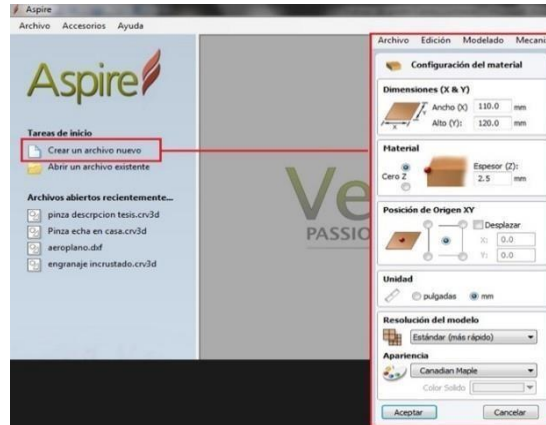 Aspire
Archivo Accesorios Ayuda
Aspire
Tareas de inicio
Crear un archivo nuevo
Abrir un archivo existente
Archivos abiertos recientemente...
pinza descrpcion tesis.crv3d
Pinza echa en casa.crv3d
aeroplano.dxf
engranaje incrustado.crv3d
Ve
PASSIO
Archivo Edición Modelado Mecani
Configuración del material
Dimensiones (X & Y)
Ancho (X) 110.0 mm
Alto (Y): 120.0 mm
Material
Espesor (Z):
Cero Z 2.5 mm
Posición de Origen XY
Desplazar
X: 0.0
Y: 0.0
Unidad
pulgadas mm
Resolución del modelo
Estándar (más rápido)
Apariencia
Canadian Maple
Color Solido
Aceptar Cancelar